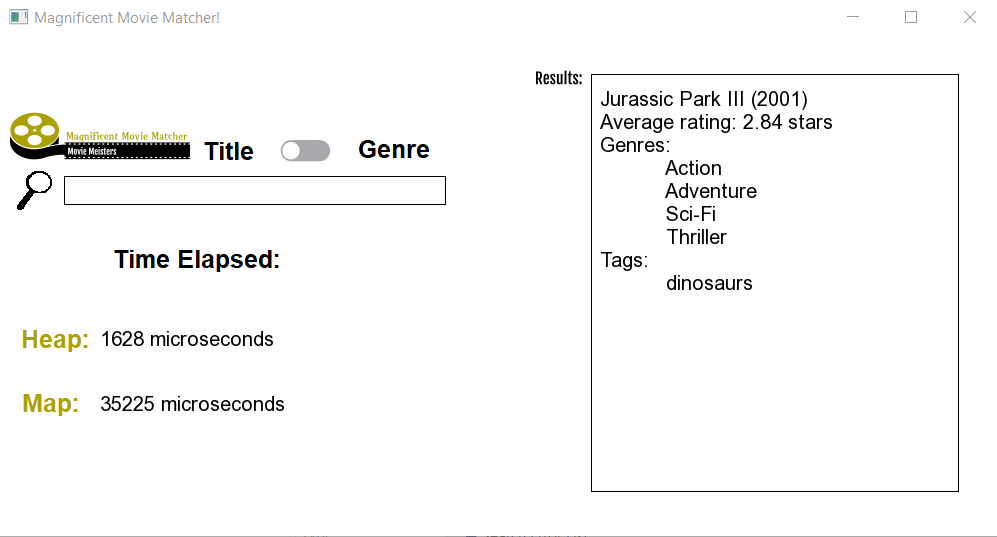 Magnificent Movie Matcher!
Results:
Magnificent Movie Matcher
Movie Meisters
Title
Genre
Time Elapsed:
Heap: 1628 microseconds
Map: 35225 microseconds
Jurassic Park III (2001)
Average rating: 2.84 stars
Genres:
Action
Adventure
Sci-Fi
Thriller
Tags:
dinosaurs